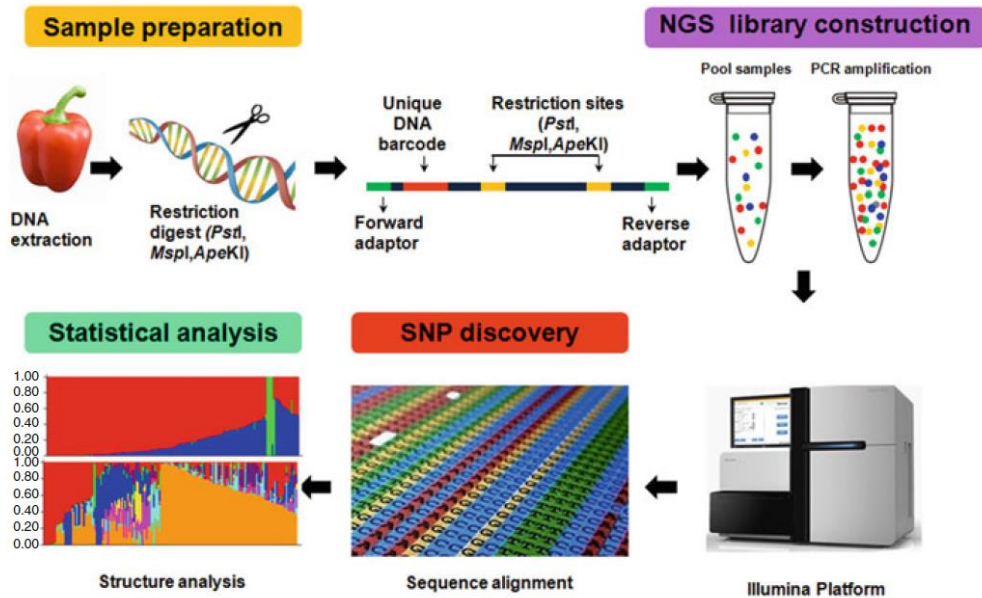 Sample preparation
NGS library construction
Pool samples
PCR amplification
Unique
DNA
barcode
Restriction sites
(PstI,
MspI,ApeKI)
DNA
extraction
Restriction
digest (PstI,
MspI,ApeKI)
Forward
adaptor
Reverse
adaptor
Statistical analysis
SNP discovery
1.00
0.80
0.60
0.40
0.20
0.00
1.00
0.80
0.60
0.40
0.20
0.00
Structure analysis
Sequence alignment
Illumina Platform